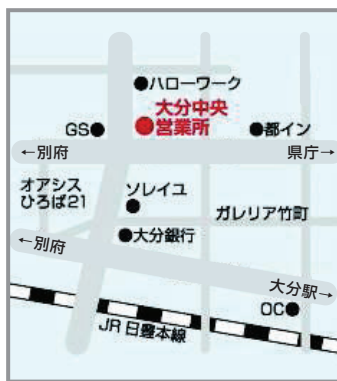 ハローワーク
大分中央
営業所
GS
都イン
←別府
県庁→
オアシス
ひろば21
ソレイユ
ガレリア竹町
大分銀行
←別府
大分駅→
OC
JR日豊本線